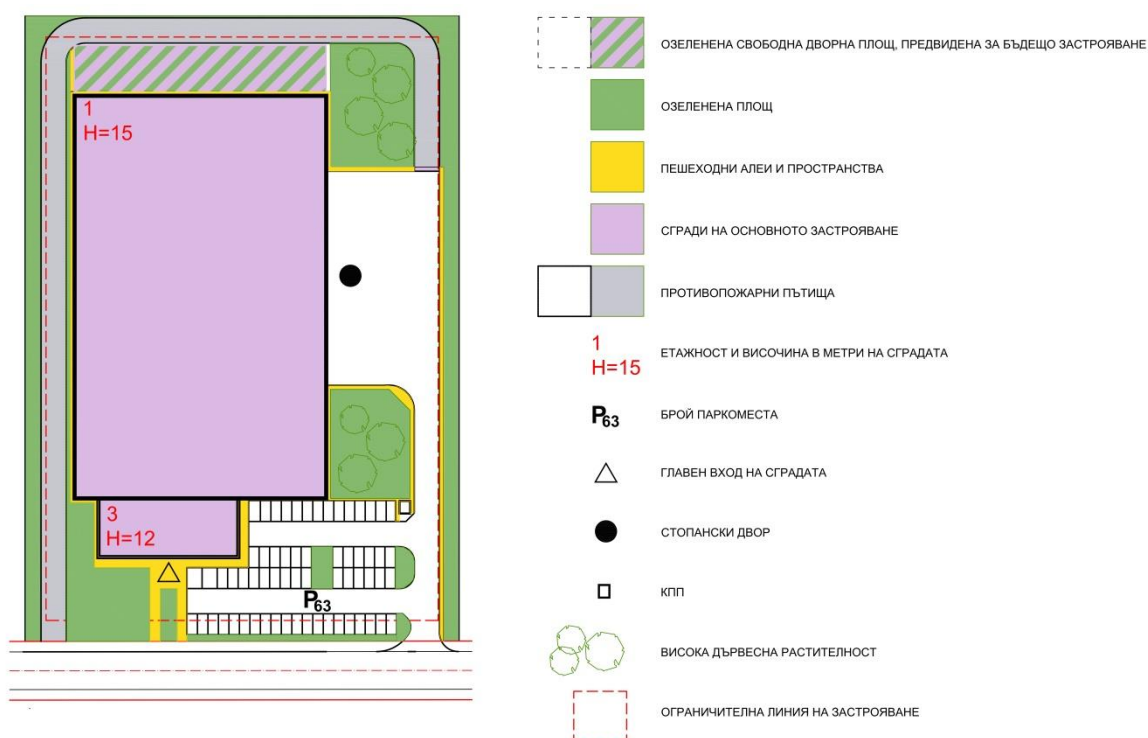 1
H=15
3
H=12
P63
ОЗЕЛЕНЕНА СВОБОДНА ДВОРНА ПЛОЩ, ПРЕДВИДЕНА ЗА БЪДЕЩО ЗАСТРОЯВАНЕ
ОЗЕЛЕНЕНА ПЛОЩ
ПЕШЕХОДНИ АЛЕИ И ПРОСТРАНСТВА
СГРАДИ НА ОСНОВНОТО ЗАСТРОЯВАНЕ
ПРОТИВОПОЖАРНИ ПЪТИЩА
1
H=15
ЕТАЖНОСТ И ВИСОЧИНА В МЕТРИ НА СГРАДАТА
P63
БРОЙ ПАРКОМЕСТА
ГЛАВЕН ВХОД НА СГРАДАТА
СТОПАНСКИ ДВОР
КПП
ВИСОКА ДЪРВЕСНА РАСТИТЕЛНОСТ
ОГРАНИЧИТЕЛНА ЛИНИЯ НА ЗАСТРОЯВАНЕ